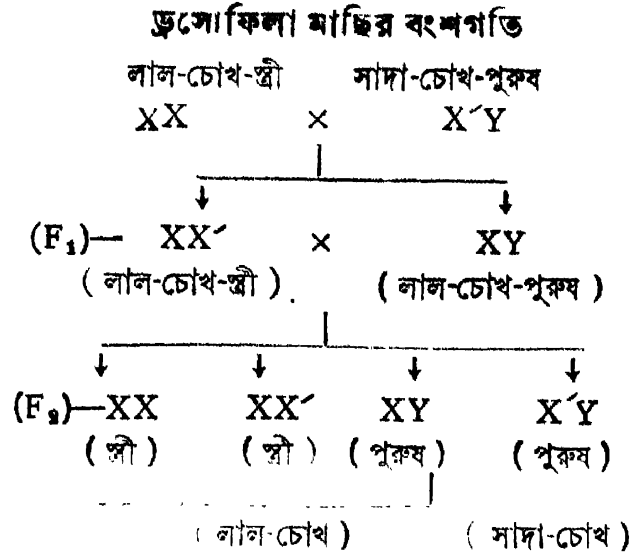 ড্রসোফিলা মাছির বংশগতি
লাল-চোখ-স্ত্রী সাদা-চোখ-পুরুষ
XX × X´Y
(F₁)— XX´ × XY
( লাল-চোখ-স্ত্রী ) ( লাল-চোখ-পুরুষ )
(F₂)—XX XX´ XY X´Y
( স্ত্রী ) ( স্ত্রী ) ( পুরুষ ) ( পুরুষ )
( লাল-চোখ ) ( সাদা-চোখ )